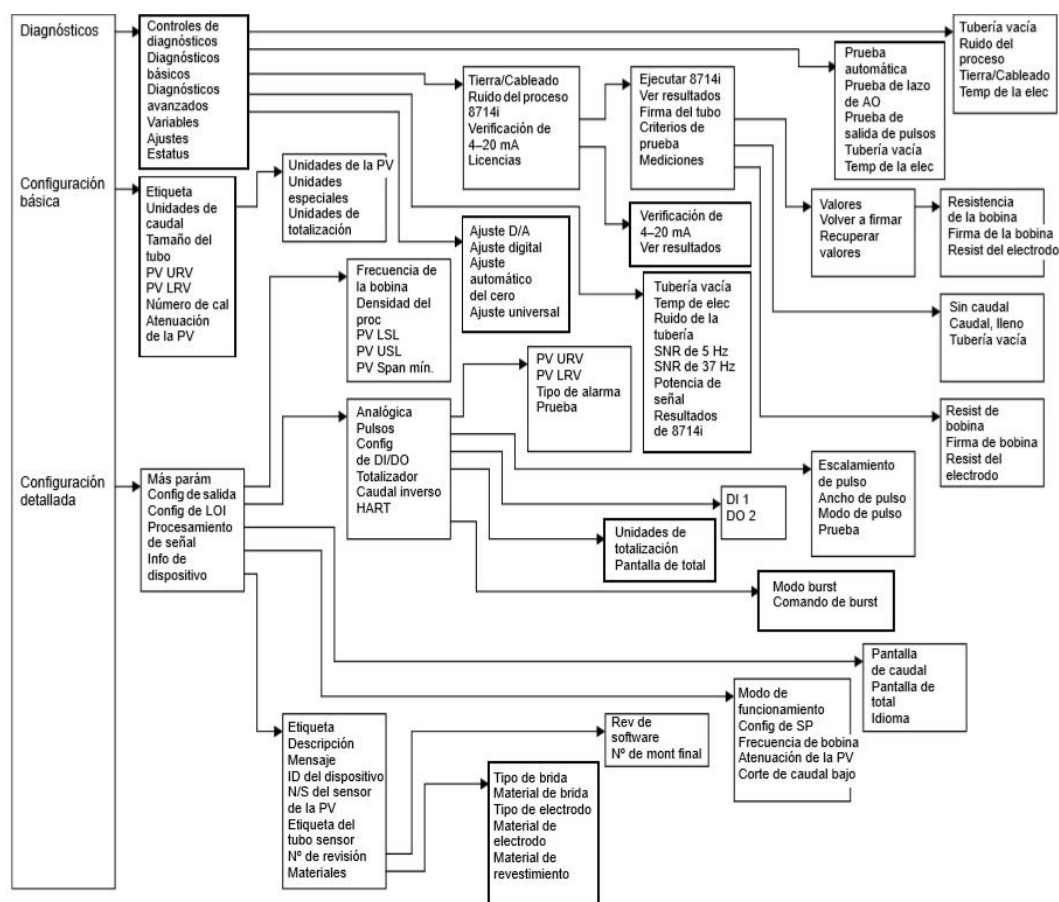 Diagnósticos
Configuración
básica
Configuración
detallada
Controles de
diagnósticos
Diagnósticos
básicos
Diagnósticos
avanzados
Variables
Ajustes
Estatus
Tubería vacía
Ruido del
proceso
Tierra/Cableado
Temp de la elec
Prueba
automática
Prueba de lazo
de AO
Prueba de
salida de pulsos
Tubería vacía
Temp de la elec
Tierra/Cableado
Ruido del proceso
8714i
Verificación de
4–20 mA
Licencias
Ejecutar 8714i
Ver resultados
Firma del tubo
Criterios de
prueba
Mediciones
Etiqueta
Unidades de
caudal
Tamaño del
tubo
PV URV
PV LRV
Número de cal
Atenuación
de la PV
Unidades de la PV
Unidades
especiales
Unidades de
totalización
Valores
Volver a firmar
Recuperar
valores
Resistencia
de la bobina
Firma de la bobina
Resist del electrodo
Verificación de
4–20 mA
Ver resultados
Ajuste D/A
Ajuste digital
Ajuste
automático
del cero
Ajuste universal
Frecuencia de
la bobina
Densidad del
proc
PV LSL
PV USL
PV Span mín.
Tubería vacía
Temp de elec
Ruido de la
tubería
SNR de 5 Hz
SNR de 37 Hz
Potencia de
señal
Resultados
de 8714i
Sin caudal
Caudal, lleno
Tubería vacía
PV URV
PV LRV
Tipo de alarma
Prueba
Analógica
Pulsos
Config
de DI/DO
Totalizador
Caudal inverso
HART
Resist de
bobina
Firma de bobina
Resist del
electrodo
Más parám
Config de salida
Config de LOI
Procesamiento
de señal
Info de
dispositivo
Escalamiento
de pulso
Ancho de pulso
Modo de pulso
Prueba
DI 1
DO 2
Unidades de
totalización
Pantalla de total
Modo burst
Comando de burst
Pantalla
de caudal
Pantalla de
total
Idioma
Modo de
funcionamiento
Config de SP
Frecuencia de bobina
Atenuación de la PV
Corte de caudal bajo
Etiqueta
Descripción
Mensaje
ID del dispositivo
N/S del sensor
de la PV
Etiqueta del
tubo sensor
Nº de revisión
Materiales
Rev de
software
Nº de mont final
Tipo de brida
Material de brida
Tipo de electrodo
Material de
electrodo
Material de
revestimiento